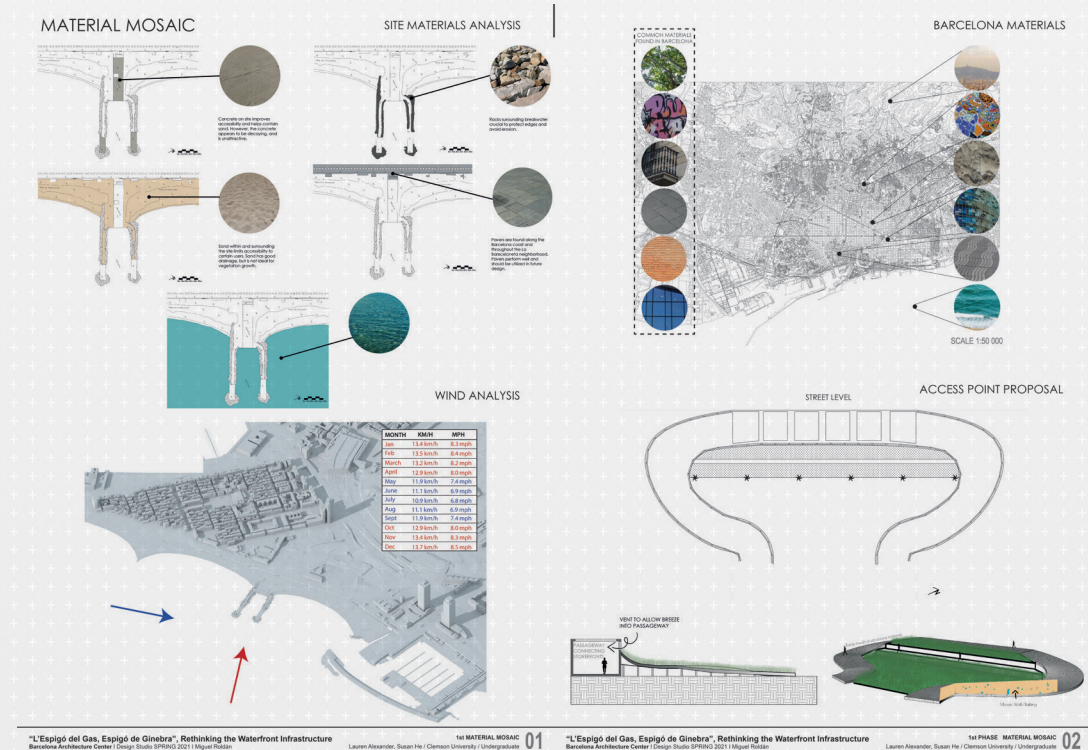 MATERIAL MOSAIC
SITE MATERIALS ANALYSIS
Concrete on site improves
accessibility and helps contain
sand. However, the concrete
appears to be decaying, and
is unattractive.
Rocks surrounding breakwater
crucial to protect edges and
avoid erosion.
Sand within and surrounding
the site limits accessibility to
certain users. Sand has good
drainage, but is not ideal for
vegetation growth.
Pavers are found along the
Barcelona coast and
throughout the La
Barceloneta neighborhood.
Pavers perform well and
should be utilized in future
design.
WIND ANALYSIS
MONTH KM/H MPH
Jan 13.4 km/h 8.3 mph
Feb 13.5 km/h 8.4 mph
March 13.2 km/h 8.2 mph
April 12.9 km/h 8.0 mph
May 11.9 km/h 7.4 mph
June 11.1 km/h 6.9 mph
July 10.9 km/h 6.8 mph
Aug 11.1 km/h 6.9 mph
Sept 11.9 km/h 7.4 mph
Oct 12.9 km/h 8.0 mph
Nov 13.4 km/h 8.3 mph
Dec 13.7 km/h 8.5 mph
"L'Espigó del Gas, Espigó de Ginebra", Rethinking the Waterfront Infrastructure
Barcelona Architecture Center I Design Studio SPRING 2021 I Miguel Roldán
1st MATERIAL MOSAIC
Lauren Alexander, Susan He / Clemson University / Undergraduate
01
BARCELONA MATERIALS
COMMON MATERIALS
FOUND IN BARCELONA
SCALE 1:50 000
ACCESS POINT PROPOSAL
STREET LEVEL
VENT TO ALLOW BREEZE
INTO PASSAGEWAY
PASSAGEWAY
CONNECTING
STOREFRONT
"L'Espigó del Gas, Espigó de Ginebra", Rethinking the Waterfront Infrastructure
Barcelona Architecture Center I Design Studio SPRING 2021 I Miguel Roldán
1st PHASE MATERIAL MOSAIC
Lauren Alexander, Susan He / Clemson University / Undergraduate
02